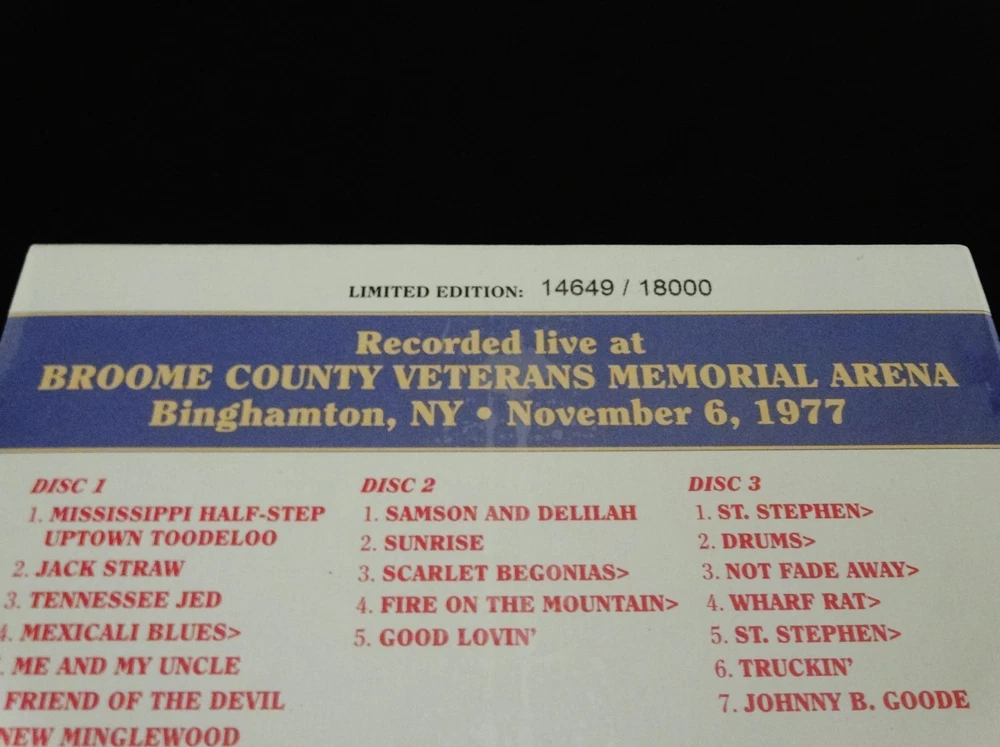 LIMITED EDITION: 14649 / 18000
Recorded live at
BROOME COUNTY VETERANS MEMORIAL ARENA
Binghamton, NY • November 6, 1977
DISC 1
1. MISSISSIPPI HALF-STEP
UPTOWN TOODELOO
2. JACK STRAW
3. TENNESSEE JED
4. MEXICALI BLUES>
. ME AND MY UNCLE
FRIEND OF THE DEVIL
NEW MINGLEWOOD
DISC 2
1. SAMSON AND DELILAH
2. SUNRISE
3. SCARLET BEGONIAS>
4. FIRE ON THE MOUNTAIN>
5. GOOD LOVIN'
DISC 3
1. ST. STEPHEN>
2. DRUMS>
3. NOT FADE AWAY>
4. WHARF RAT>
5. ST. STEPHEN>
6. TRUCKIN'
7. JOHNNY B. GOODE